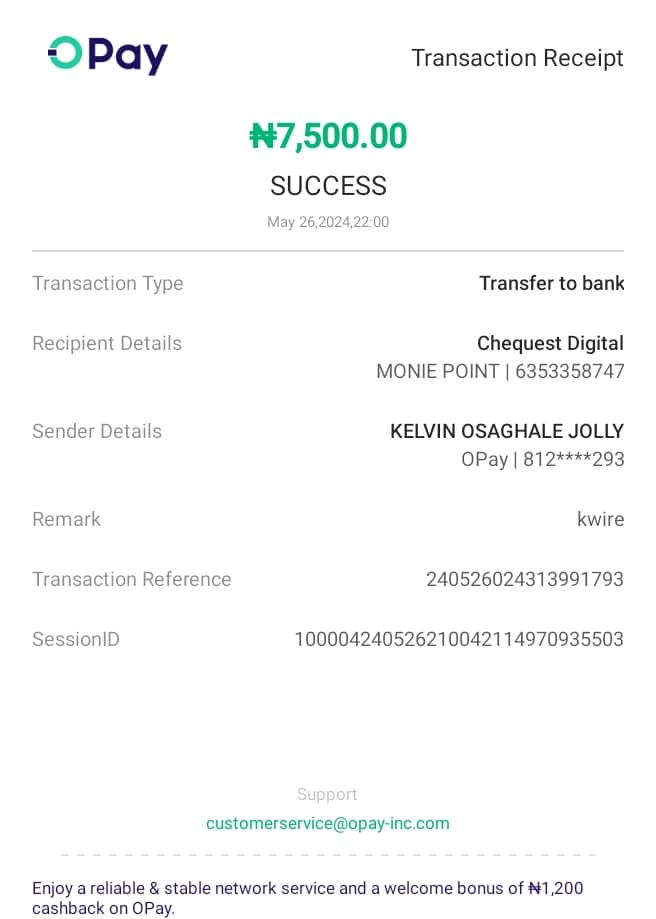 OPay
Transaction Receipt
₦7,500.00
SUCCESS
May 26,2024,22:00
Transaction Type
Transfer to bank
Recipient Details
Chequest Digital
MONIE POINT | 6353358747
Sender Details
KELVIN OSAGHALE JOLLY
OPay | 812****293
Remark
kwire
Transaction Reference
240526024313991793
SessionID
100004240526210042114970935503
Support
customerservice@opay-inc.com
Enjoy a reliable & stable network service and a welcome bonus of ₦1,200
cashback on OPay.